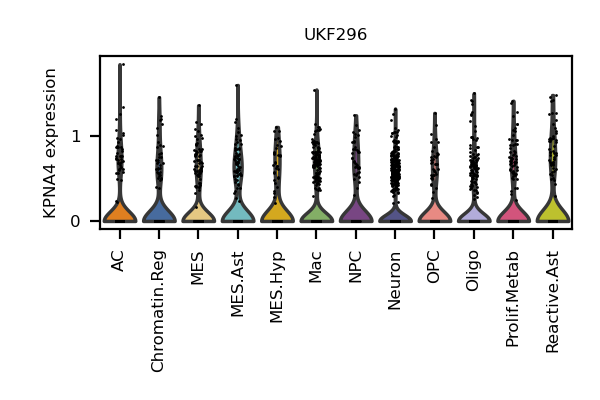 UKF296
KPNA4 expression
1
0
AC
Chromatin.Reg
MES
MES.Ast
MES.Hyp
Mac
NPC
Neuron
OPC
Oligo
Prolif.Metab
Reactive.Ast